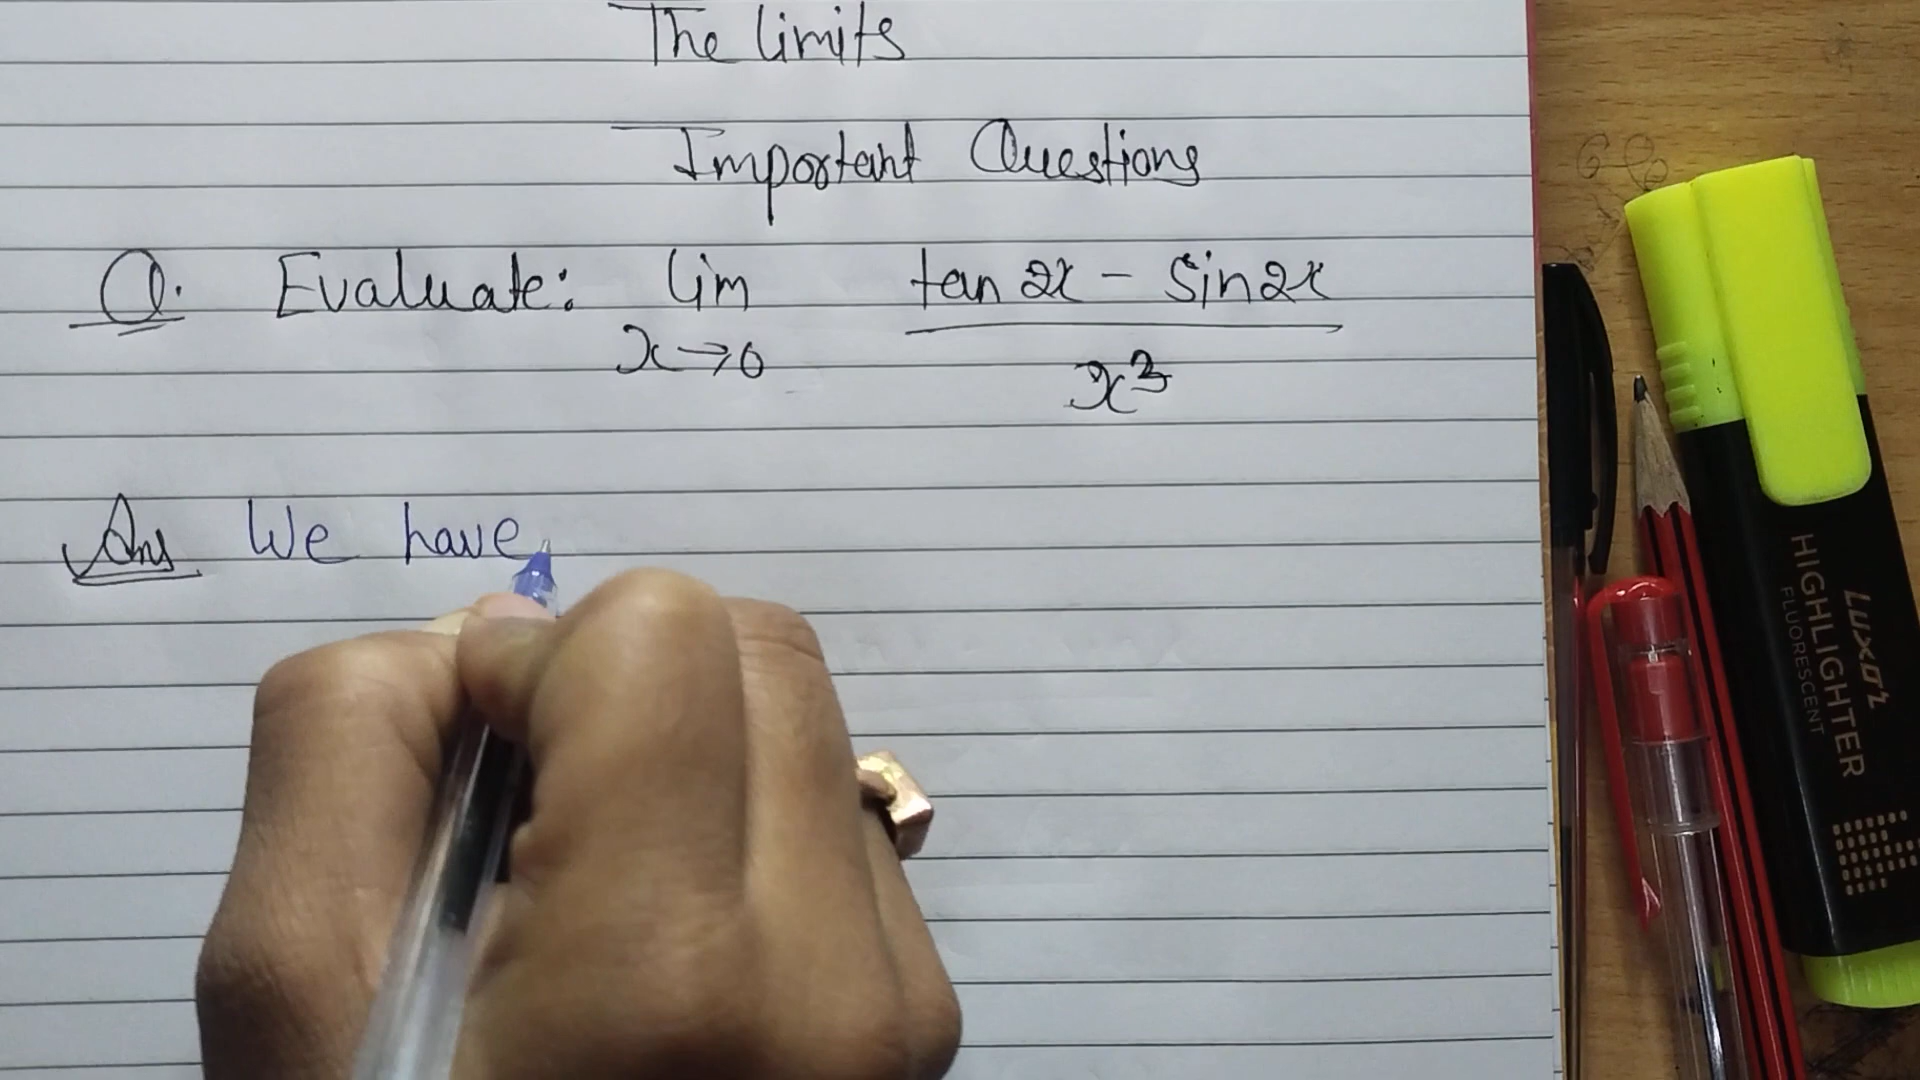 The limits
Important Questions
Q. Evaluate: lim tan 2x - sin 2x
x→0 x³
Ans We have,
LUXOR
HIGHLIGHTER
FLUORESCENT